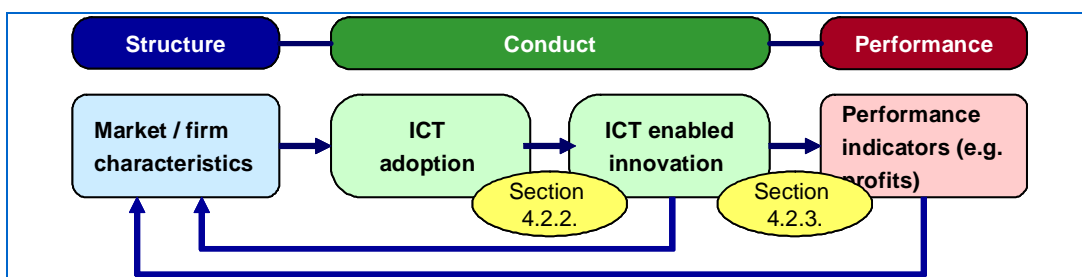 Structure
Conduct
Performance
Market / firm
characteristics
ICT
adoption
ICT enabled
innovation
Performance
indicators (e.g.
profits)
Section
4.2.2.
Section
4.2.3.